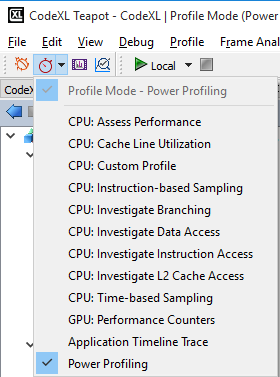 XL CodeXL Teapot - CodeXL | Profile Mode (Power
File Edit View Debug Profile Frame Anal
Local
CodeX
Profile Mode - Power Profiling
CPU: Assess Performance
CPU: Cache Line Utilization
CPU: Custom Profile
CPU: Instruction-based Sampling
CPU: Investigate Branching
CPU: Investigate Data Access
CPU: Investigate Instruction Access
CPU: Investigate L2 Cache Access
CPU: Time-based Sampling
GPU: Performance Counters
Application Timeline Trace
Power Profiling